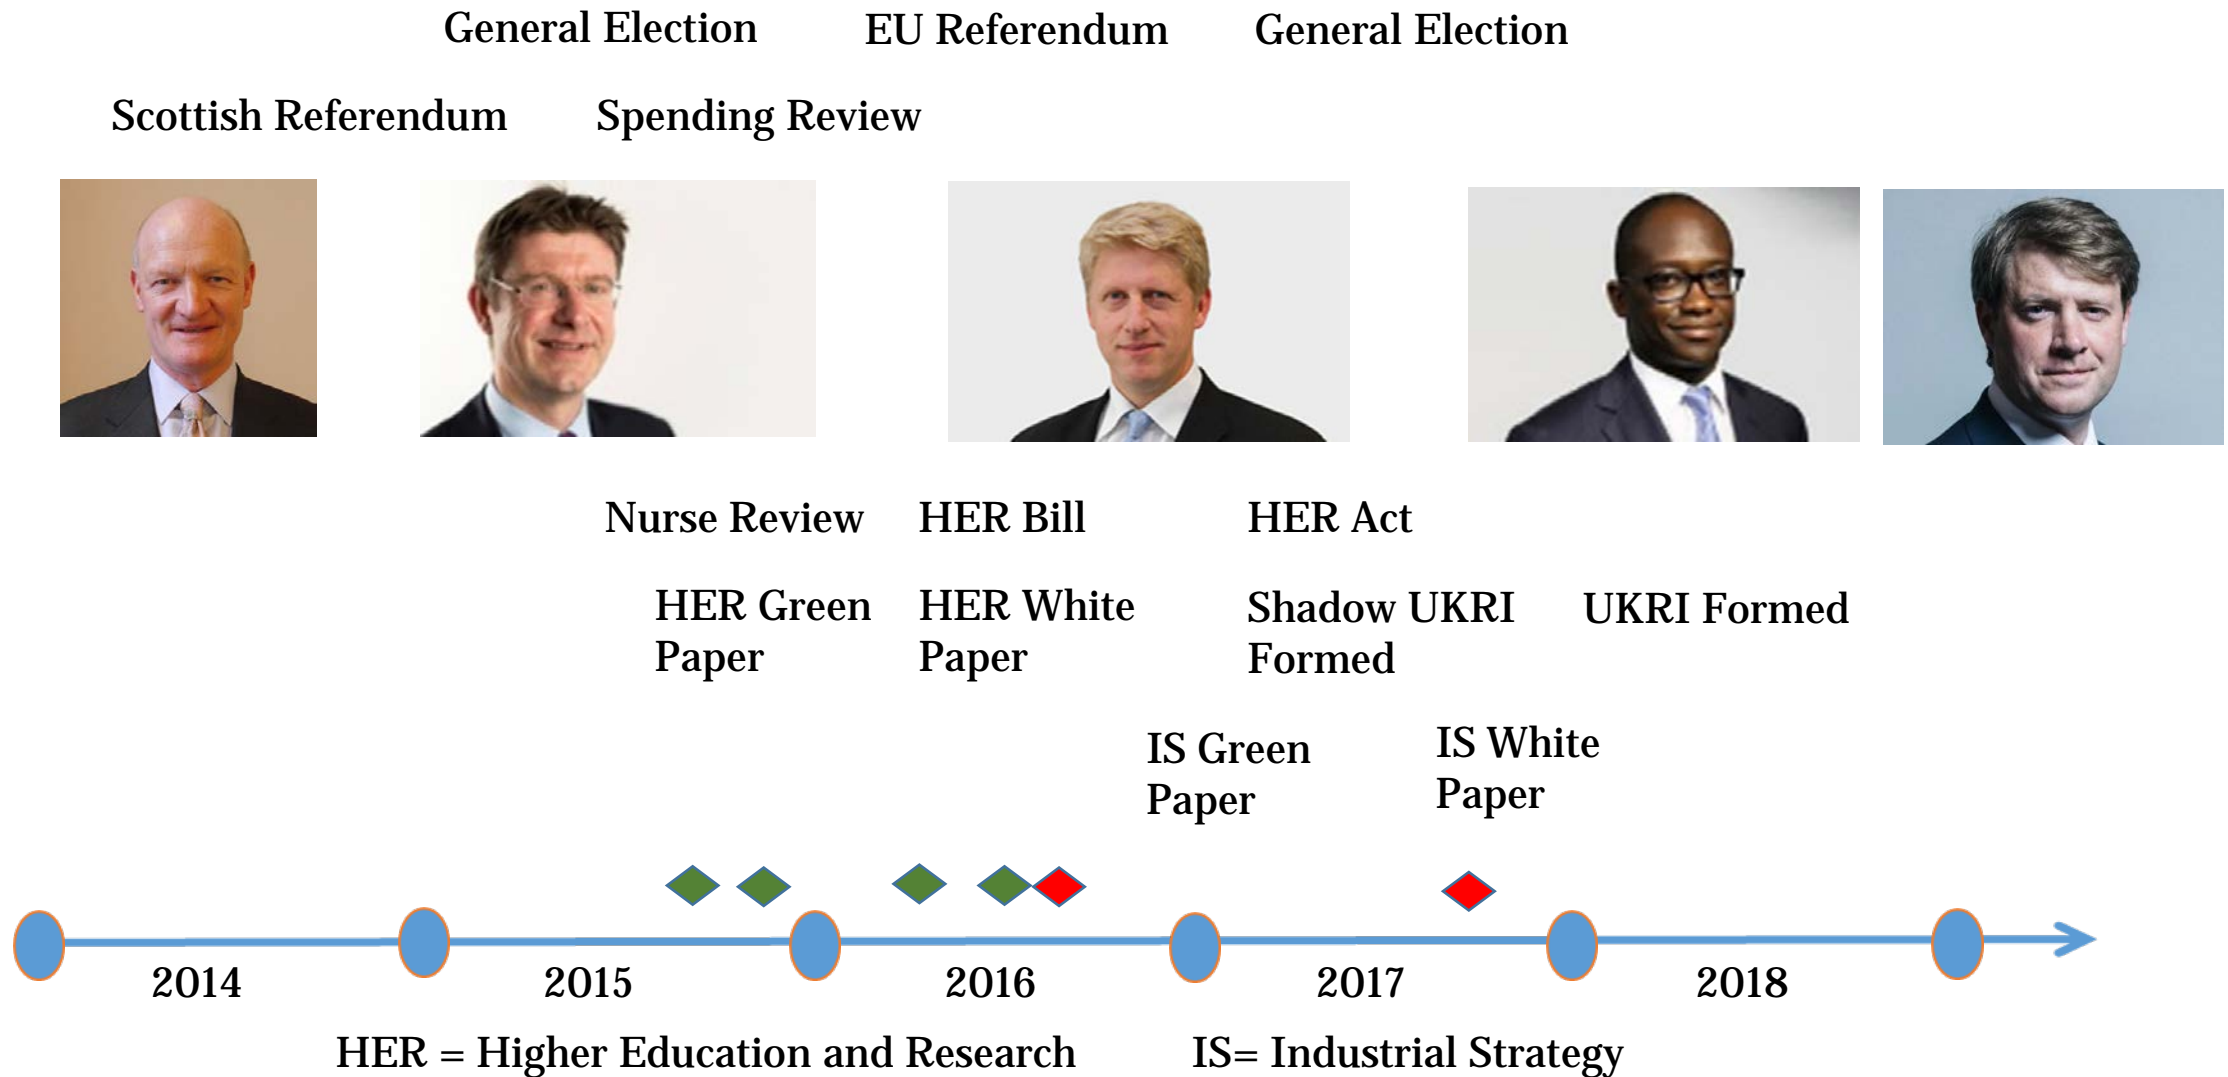 General Election
EU Referendum
General Election
Scottish Referendum
Spending Review
Nurse Review
HER Bill
HER Act
HER Green
Paper
HER White
Paper
Shadow UKRI
Formed
UKRI Formed
IS Green
Paper
IS White
Paper
2014
2015
2016
2017
2018
HER = Higher Education and Research
IS= Industrial Strategy